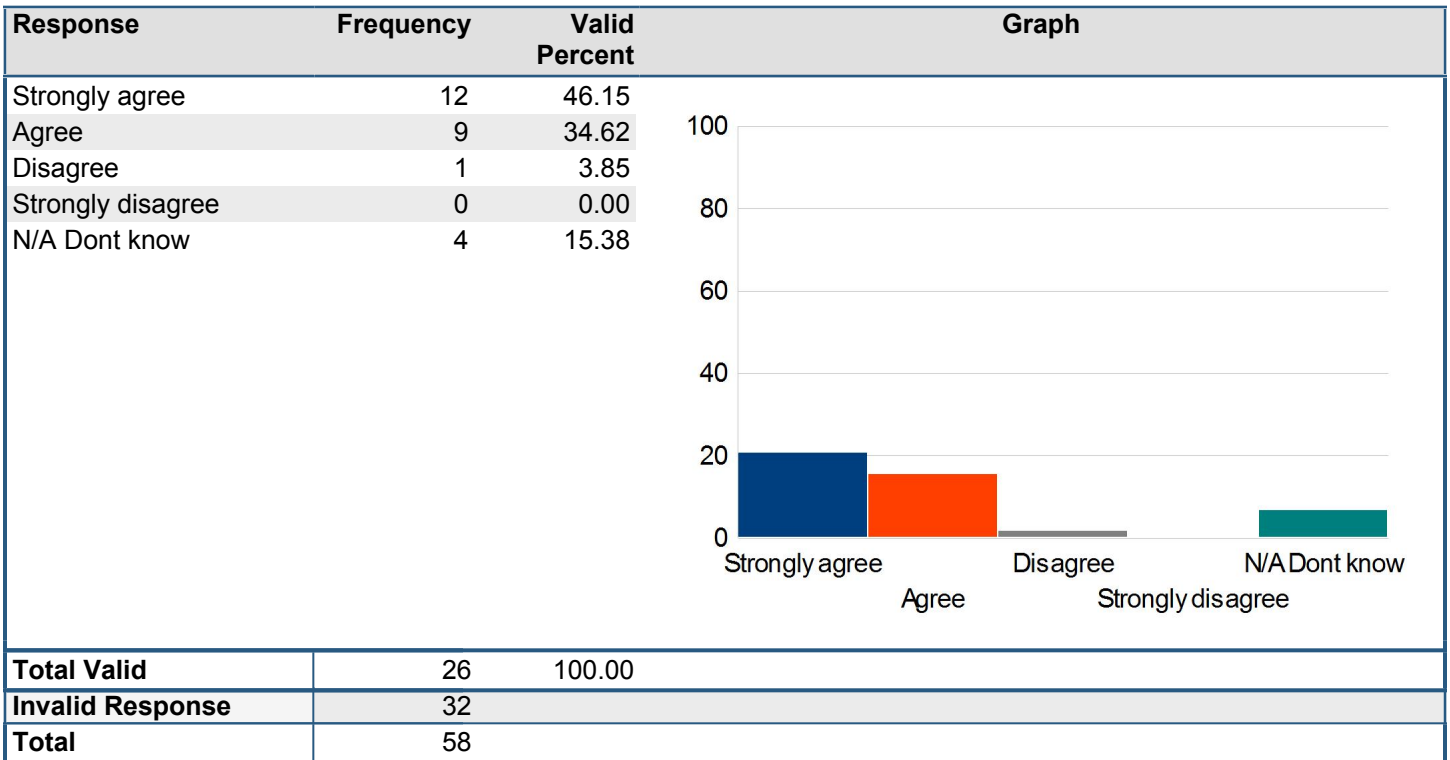 Response Frequency Valid Percent Graph
Strongly agree 12 46.15
Agree 9 34.62
Disagree 1 3.85
Strongly disagree 0 0.00
N/A Dont know 4 15.38
100
80
60
40
20
0
Strongly agree Disagree N/A Dont know
Agree Strongly disagree
Total Valid 26 100.00
Invalid Response 32
Total 58